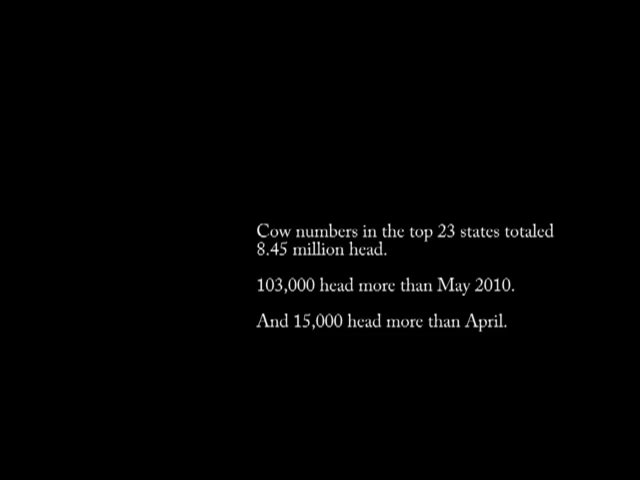 Cow numbers in the top 23 states totaled
8.45 million head.
103,000 head more than May 2010.
And 15,000 head more than April.